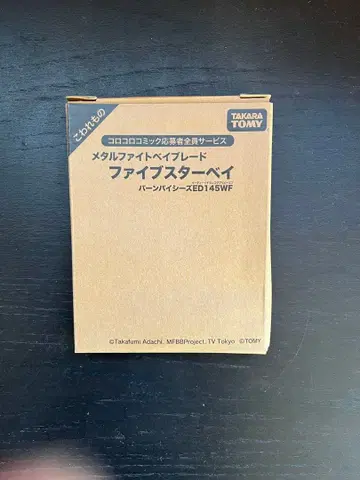 こわれもの
TAKARA
TOMY
コロコロコミック応募者全員サービス
メタルファイトベイブレード
ファイブスターベイ
バーンパイシーズED145WF
©Takafumi Adachi, MFBBProject, TV Tokyo ©TOMY